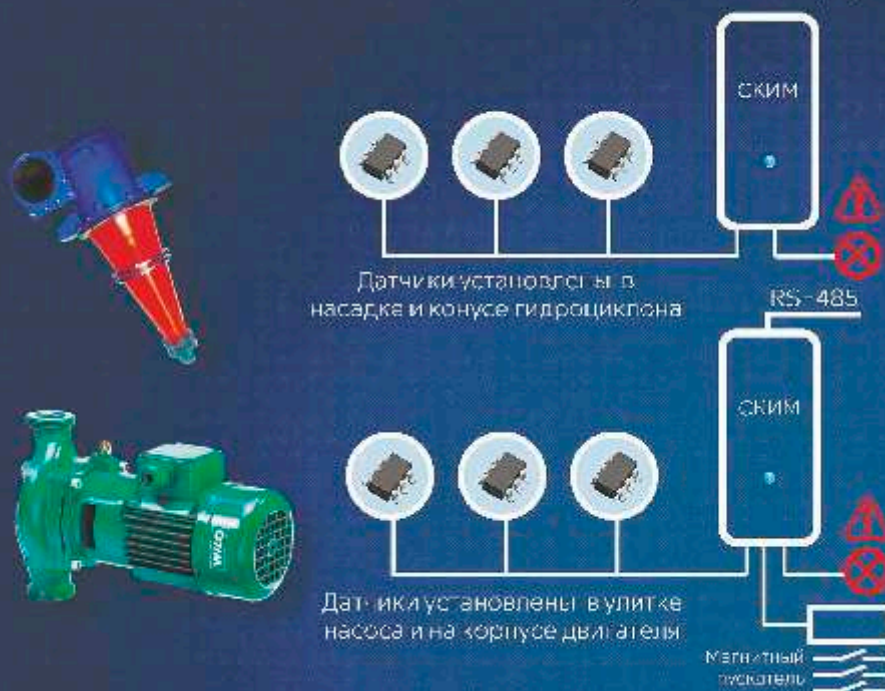 СКИМ
Датчики установлены в
насадке и конусе гидроциклона
RS-485
СКИМ
wilo
Датчики установлены в улитке
насоса и на корпусе двигателя
Магнитный
пускатель